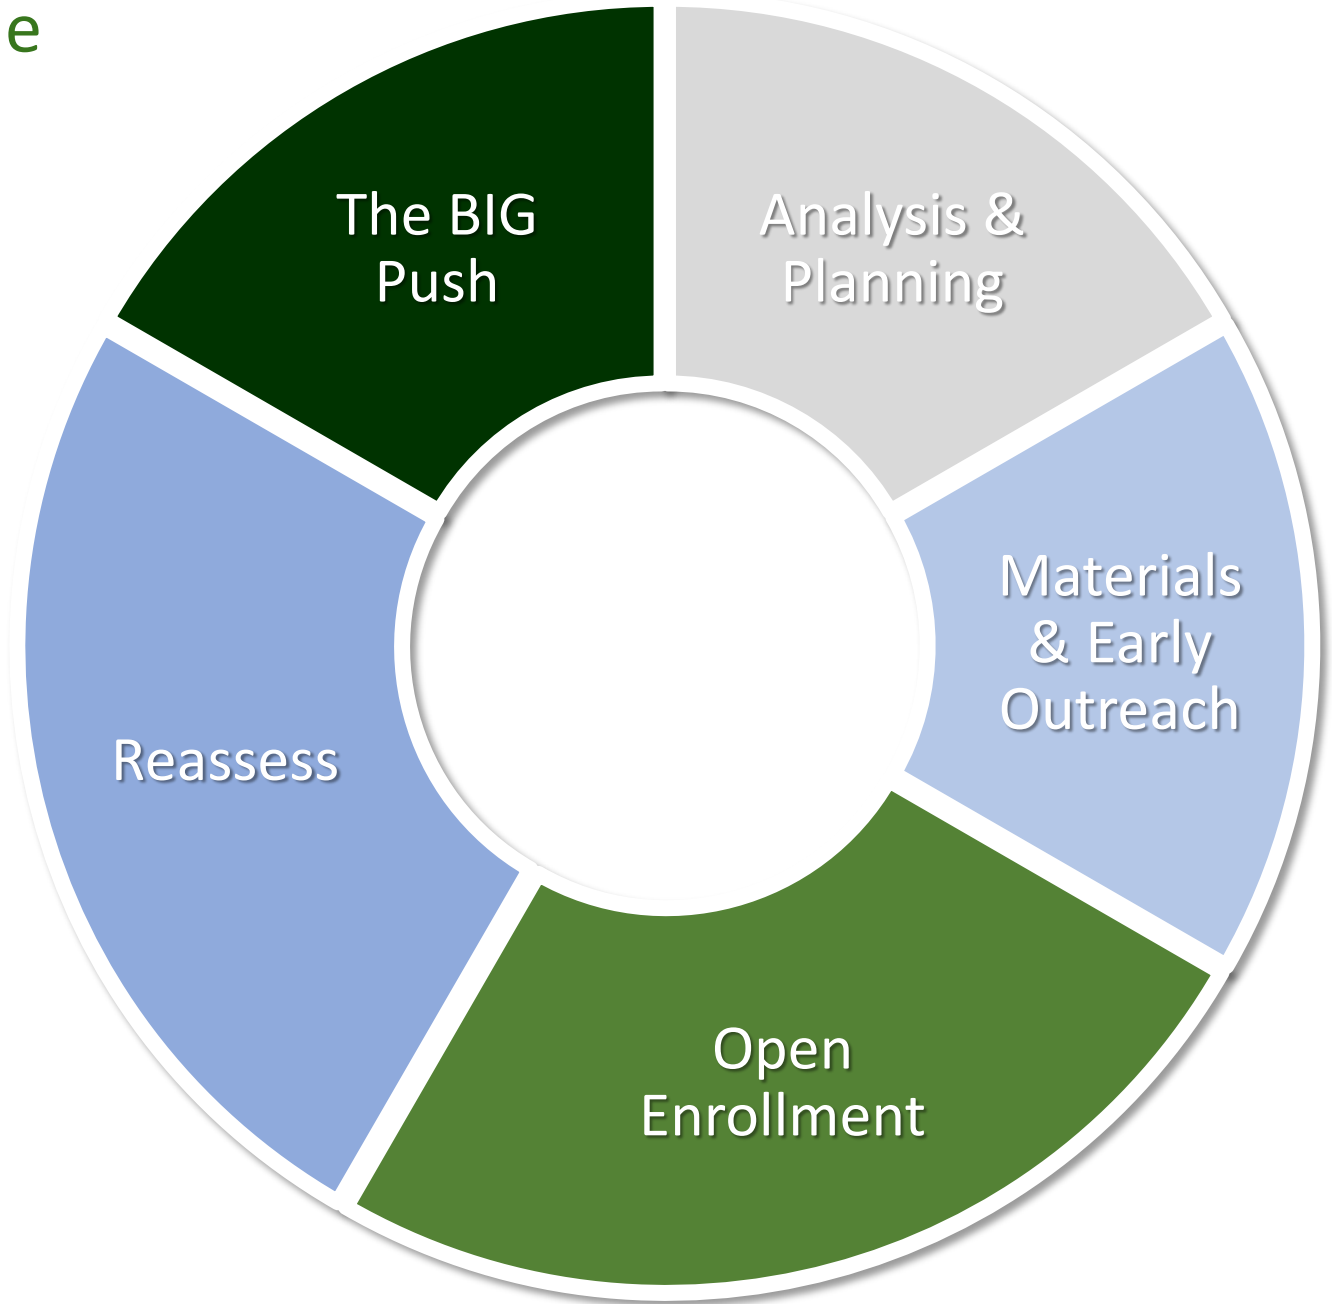 e
The BIG
Push
Analysis &
Planning
Materials
& Early
Outreach
Reassess
Open
Enrollment